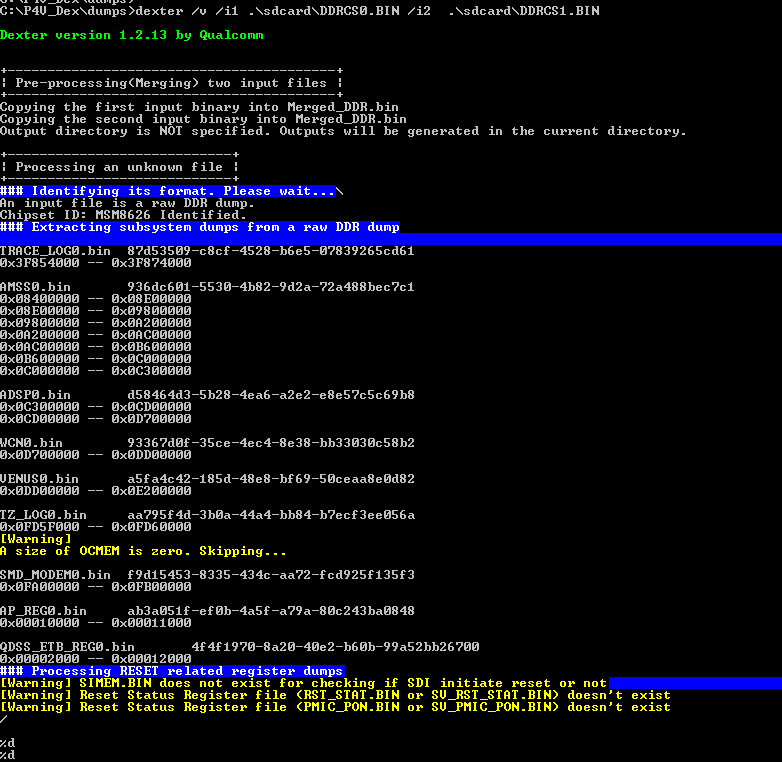 C:\P4V_Dex\dumps>dexter /v /i1 .\sdcard\DDRCS0.BIN /i2  .\sdcard\DDRCS1.BIN
Dexter version 1.2.13 by Qualcomm
+-----------------------------------------+
| Pre-processing(Merging) two input files |
+-----------------------------------------+
Copying the first input binary into Merged_DDR.bin
Copying the second input binary into Merged_DDR.bin
Output directory is NOT specified. Outputs will be generated in the current directory.
+----------------------------+
| Processing an unknown file |
+----------------------------+
### Identifying its format. Please wait...\
An input file is a raw DDR dump.
Chipset ID: MSM8626 Identified.
### Extracting subsystem dumps from a raw DDR dump
TRACE_LOG0.bin  87d53509-c8cf-4528-b6e5-07839265cd61
0x3F854000 -- 0x3F874000
AMSS0.bin       936dc601-5530-4b82-9d2a-72a488bec7c1
0x08400000 -- 0x08E00000
0x08E00000 -- 0x09800000
0x09800000 -- 0x0A200000
0x0A200000 -- 0x0AC00000
0x0AC00000 -- 0x0B600000
0x0B600000 -- 0x0C000000
0x0C000000 -- 0x0C300000
ADSP0.bin       d58464d3-5b28-4ea6-a2e2-e8e57c5c69b8
0x0C300000 -- 0x0CD00000
0x0CD00000 -- 0x0D700000
WCN0.bin        93367d0f-35ce-4ec4-8e38-bb33030c58b2
0x0D700000 -- 0x0DD00000
VENUS0.bin      a5fa4c42-185d-48e8-bf69-50ceaa8e0d82
0x0DD00000 -- 0x0E200000
TZ_LOG0.bin     aa795f4d-3b0a-44a4-bb84-b7ecf3ee056a
0x0FD5F000 -- 0x0FD60000
[Warning]
A size of OCMEM is zero. Skipping...
SMD_MODEM0.bin  f9d15453-8335-434c-aa72-fcd925f135f3
0x0FA00000 -- 0x0FB00000
AP_REG0.bin     ab3a051f-ef0b-4a5f-a79a-80c243ba0848
0x00010000 -- 0x00011000
QDSS_ETB_REG0.bin       4f4f1970-8a20-40e2-b60b-99a52bb26700
0x00002000 -- 0x00012000
### Processing RESET related register dumps
[Warning] SIMEM.BIN does not exist for checking if SDI initiate reset or not
[Warning] Reset Status Register file (RST_STAT.BIN or SV_RST_STAT.BIN) doesn't exist
[Warning] Reset Status Register file (PMIC_PON.BIN or SV_PMIC_PON.BIN) doesn't exist
/
%d
%d